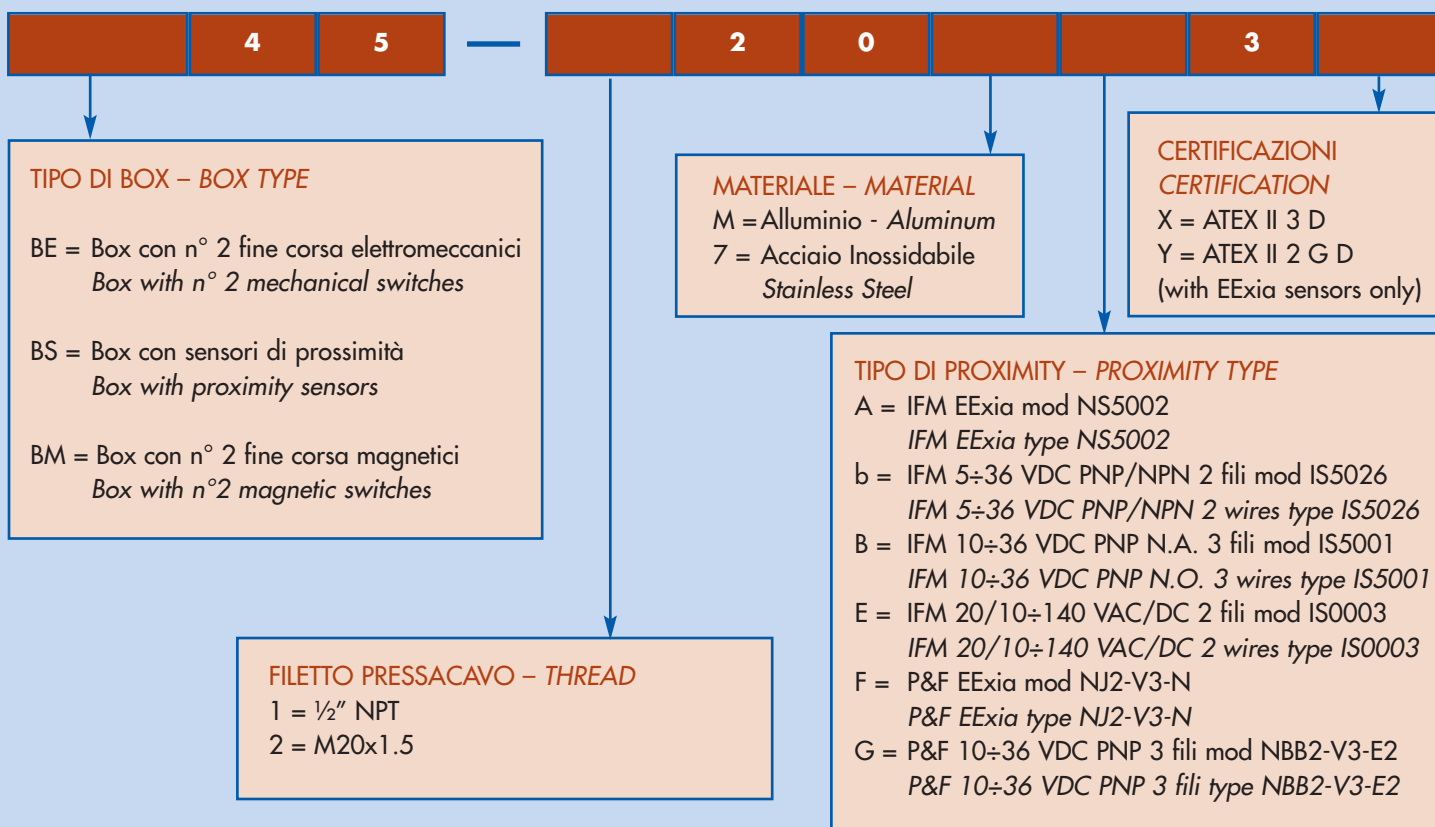 4 5 — 2 0 3
TIPO DI BOX – BOX TYPE
BE = Box con n° 2 fine corsa elettromeccanici
Box with n° 2 mechanical switches
BS = Box con sensori di prossimità
Box with proximity sensors
BM = Box con n° 2 fine corsa magnetici
Box with n°2 magnetic switches
FILETTO PRESSACAVO – THREAD
1 = ½” NPT
2 = M20x1.5
MATERIALE – MATERIAL
M = Alluminio - Aluminum
7 = Acciaio Inossidabile
Stainless Steel
TIPO DI PROXIMITY – PROXIMITY TYPE
A = IFM EExia mod NS5002
IFM EExia type NS5002
b = IFM 5÷36 VDC PNP/NPN 2 fili mod IS5026
IFM 5÷36 VDC PNP/NPN 2 wires type IS5026
B = IFM 10÷36 VDC PNP N.A. 3 fili mod IS5001
IFM 10÷36 VDC PNP N.O. 3 wires type IS5001
E = IFM 20/10÷140 VAC/DC 2 fili mod IS0003
IFM 20/10÷140 VAC/DC 2 wires type IS0003
F = P&F EExia mod NJ2-V3-N
P&F EExia type NJ2-V3-N
G = P&F 10÷36 VDC PNP 3 fili mod NBB2-V3-E2
P&F 10÷36 VDC PNP 3 fili type NBB2-V3-E2
CERTIFICAZIONI
CERTIFICATION
X = ATEX II 3 D
Y = ATEX II 2 G D
(with EExia sensors only)